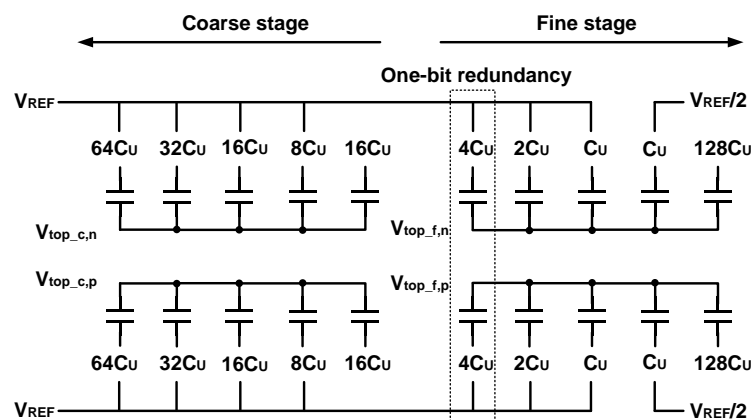 Coarse stage Fine stage
One-bit redundancy
VREF VREF/2
64CU 32CU 16CU 8CU 16CU 4CU 2CU CU CU 128CU
Vtop_c,n Vtop_f,n
Vtop_c,p Vtop_f,p
64CU 32CU 16CU 8CU 16CU 4CU 2CU CU CU 128CU
VREF VREF/2